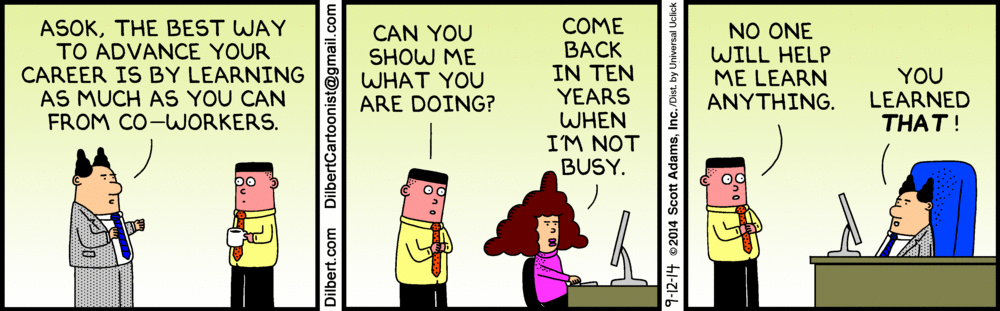 ASOK, THE BEST WAY
TO ADVANCE YOUR
CAREER IS BY LEARNING
AS MUCH AS YOU CAN
FROM CO-WORKERS.
Dilbert.com DilbertCartoonist@gmail.com
CAN YOU
SHOW ME
WHAT YOU
ARE DOING?
COME
BACK
IN TEN
YEARS
WHEN
I'M NOT
BUSY.
9-12-14 ©2014 Scott Adams, Inc./Dist. by Universal Uclick
NO ONE
WILL HELP
ME LEARN
ANYTHING.
YOU
LEARNED
THAT!